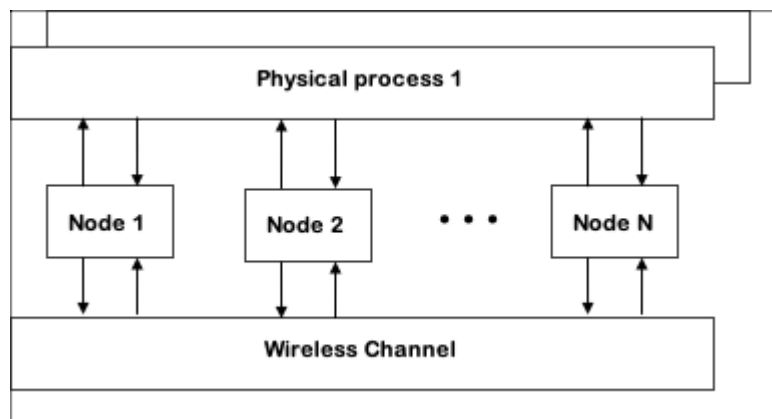 Physical process 1
Node 1
Node 2
• • •
Node N
Wireless Channel